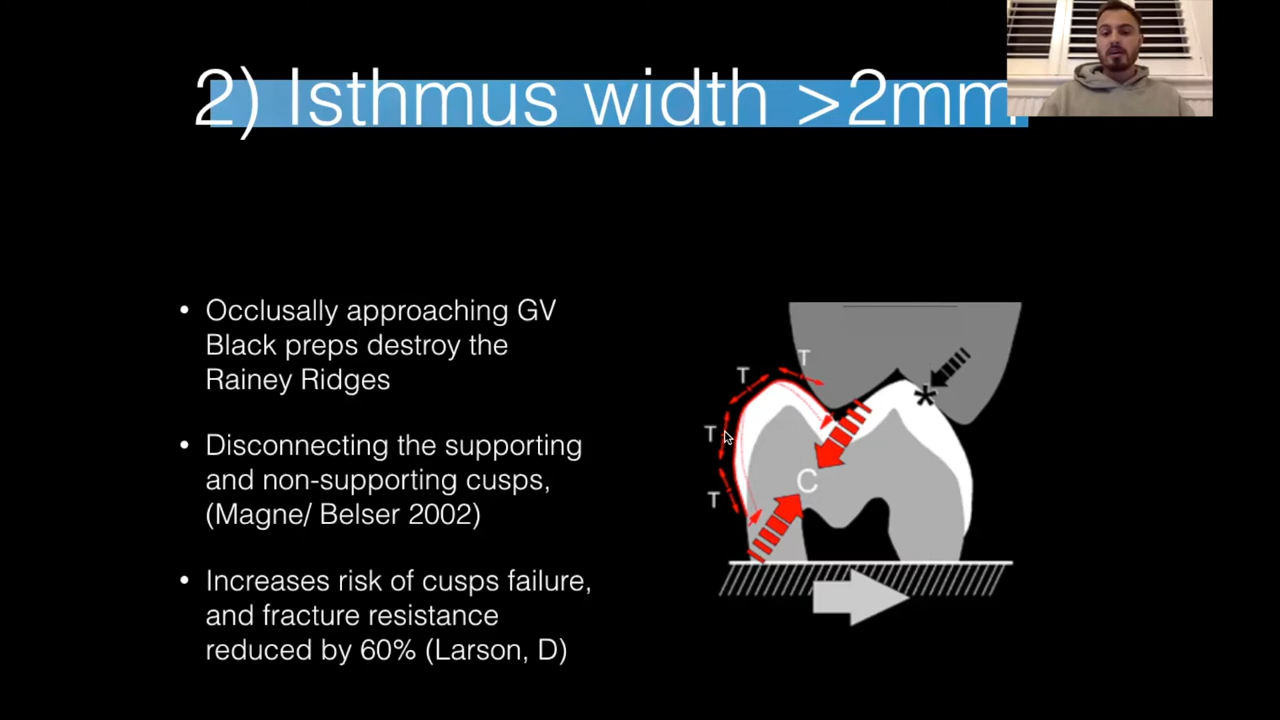 2) Isthmus width >2mm
• Occlusally approaching GV
Black preps destroy the
Rainey Ridges
• Disconnecting the supporting
and non-supporting cusps,
(Magne/ Belser 2002)
• Increases risk of cusps failure,
and fracture resistance
reduced by 60% (Larson, D)
T
T
*
T
C
T